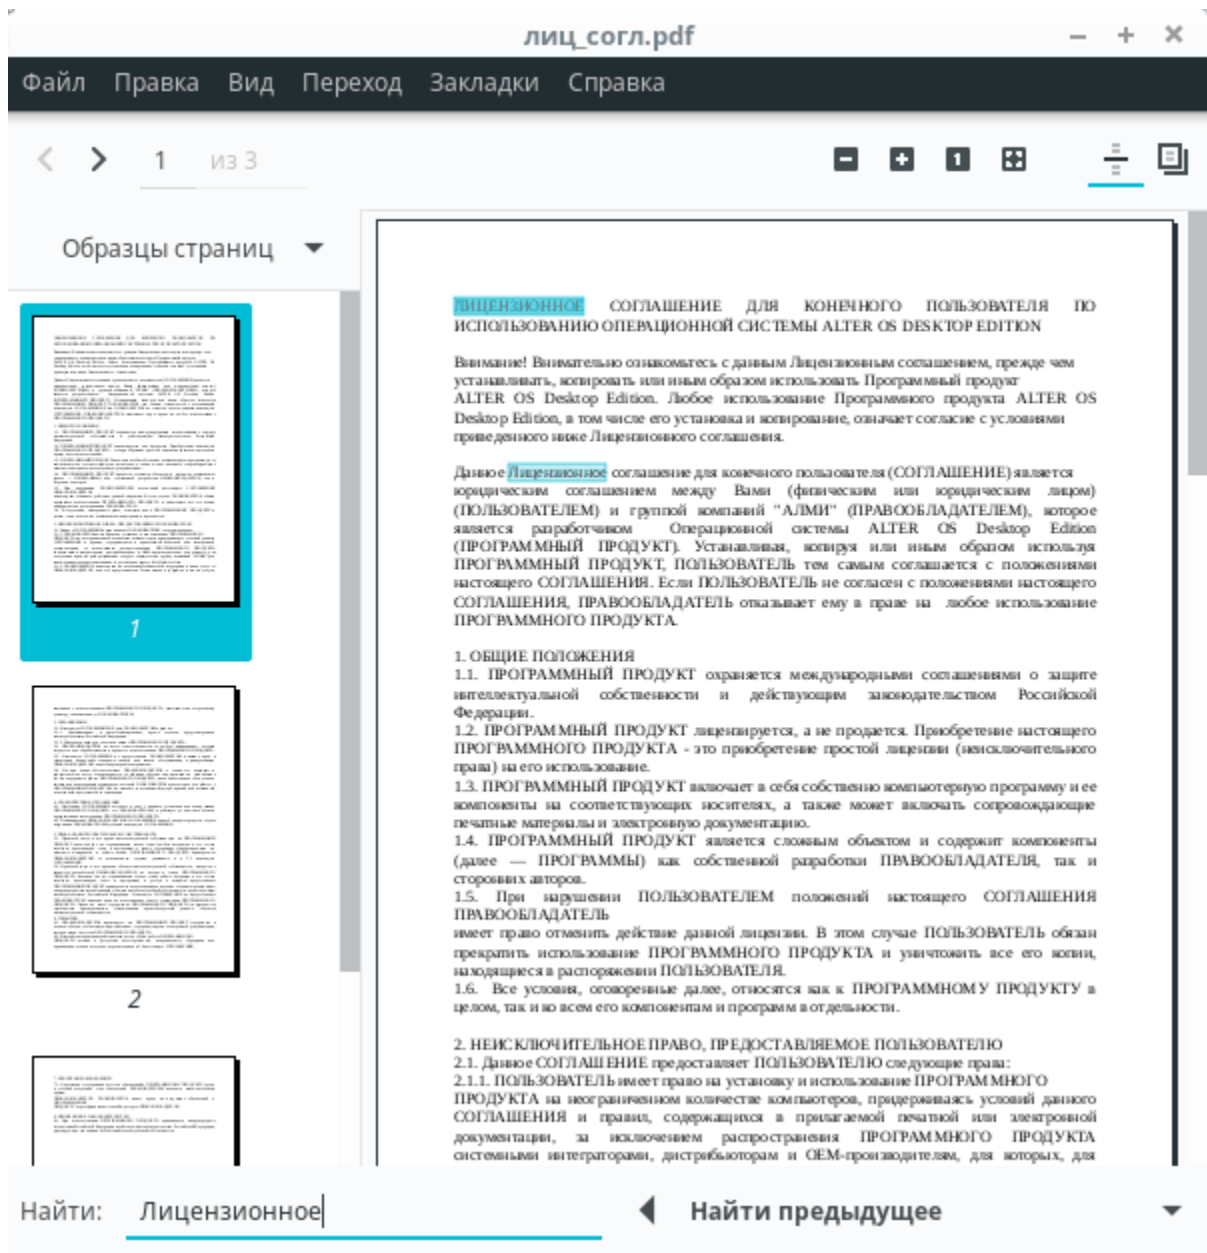 лиц_согл.pdf
Файл Правка Вид Переход Закладки Справка
1 из 3
Образцы страниц
1
2
ЛИЦЕНЗИОННОЕ СОГЛАШЕНИЕ ДЛЯ КОНЕЧНОГО ПОЛЬЗОВАТЕЛЯ ПО
ИСПОЛЬЗОВАНИЮ ОПЕРАЦИОННОЙ СИСТЕМЫ ALTER OS DESKTOP EDITION
Внимание! Внимательно ознакомьтесь с данным Лицензионным соглашением, прежде чем
устанавливать, копировать или иным образом использовать Программный продукт
ALTER OS Desktop Edition. Любое использование Программного продукта ALTER OS
Desktop Edition, в том числе его установка и копирование, означает согласие с условиями
приведенного ниже Лицензионного соглашения.
Данное Лицензионное соглашение для конечного пользователя (СОГЛАШЕНИЕ) является
юридическим соглашением между Вами (физическим или юридическим лицом)
(ПОЛЬЗОВАТЕЛЕМ) и группой компаний "АЛМИ" (ПРАВООБЛАДАТЕЛЕМ), которое
является разработчиком Операционной системы ALTER OS Desktop Edition
(ПРОГРАММНЫЙ ПРОДУКТ). Устанавливая, копируя или иным образом используя
ПРОГРАММНЫЙ ПРОДУКТ, ПОЛЬЗОВАТЕЛЬ тем самым соглашается с положениями
настоящего СОГЛАШЕНИЯ. Если ПОЛЬЗОВАТЕЛЬ не согласен с положениями настоящего
СОГЛАШЕНИЯ, ПРАВООБЛАДАТЕЛЬ отказывает ему в праве на любое использование
ПРОГРАММНОГО ПРОДУКТА.
1. ОБЩИЕ ПОЛОЖЕНИЯ
1.1. ПРОГРАММНЫЙ ПРОДУКТ охраняется международными соглашениями о защите
интеллектуальной собственности и действующим законодательством Российской
Федерации.
1.2. ПРОГРАММНЫЙ ПРОДУКТ лицензируется, а не продается. Приобретение настоящего
ПРОГРАММНОГО ПРОДУКТА - это приобретение простой лицензии (неисключительного
права) на его использование.
1.3. ПРОГРАММНЫЙ ПРОДУКТ включает в себя собственно компьютерную программу и ее
компоненты на соответствующих носителях, а также может включать сопровождающие
печатные материалы и электронную документацию.
1.4. ПРОГРАММНЫЙ ПРОДУКТ является сложным объектом и содержит компоненты
(далее — ПРОГРАММЫ) как собственной разработки ПРАВООБЛАДАТЕЛЯ, так и
сторонних авторов.
1.5. При нарушении ПОЛЬЗОВАТЕЛЕМ положений настоящего СОГЛАШЕНИЯ
ПРАВООБЛАДАТЕЛЬ
имеет право отменить действие данной лицензии. В этом случае ПОЛЬЗОВАТЕЛЬ обязан
прекратить использование ПРОГРАММНОГО ПРОДУКТА и уничтожить все его копии,
находящиеся в распоряжении ПОЛЬЗОВАТЕЛЯ.
1.6. Все условия, оговоренные далее, относятся как к ПРОГРАММНОМУ ПРОДУКТУ в
целом, так и ко всем его компонентам и программ в отдельности.
2. НЕИСКЛЮЧИТЕЛЬНОЕ ПРАВО, ПРЕДОСТАВЛЯЕМОЕ ПОЛЬЗОВАТЕЛЮ
2.1. Данное СОГЛАШЕНИЕ предоставляет ПОЛЬЗОВАТЕЛЮ следующие права:
2.1.1. ПОЛЬЗОВАТЕЛЬ имеет право на установку и использование ПРОГРАММНОГО
ПРОДУКТА на неограниченном количестве компьютеров, придерживаясь условий данного
СОГЛАШЕНИЯ и правил, содержащихся в прилагаемой печатной или электронной
документации, за исключением распространения ПРОГРАММНОГО ПРОДУКТА
системными интеграторами, дистрибьюторам и OEM-производителям, для которых, для
Найти: Лицензионное Найти предыдущее